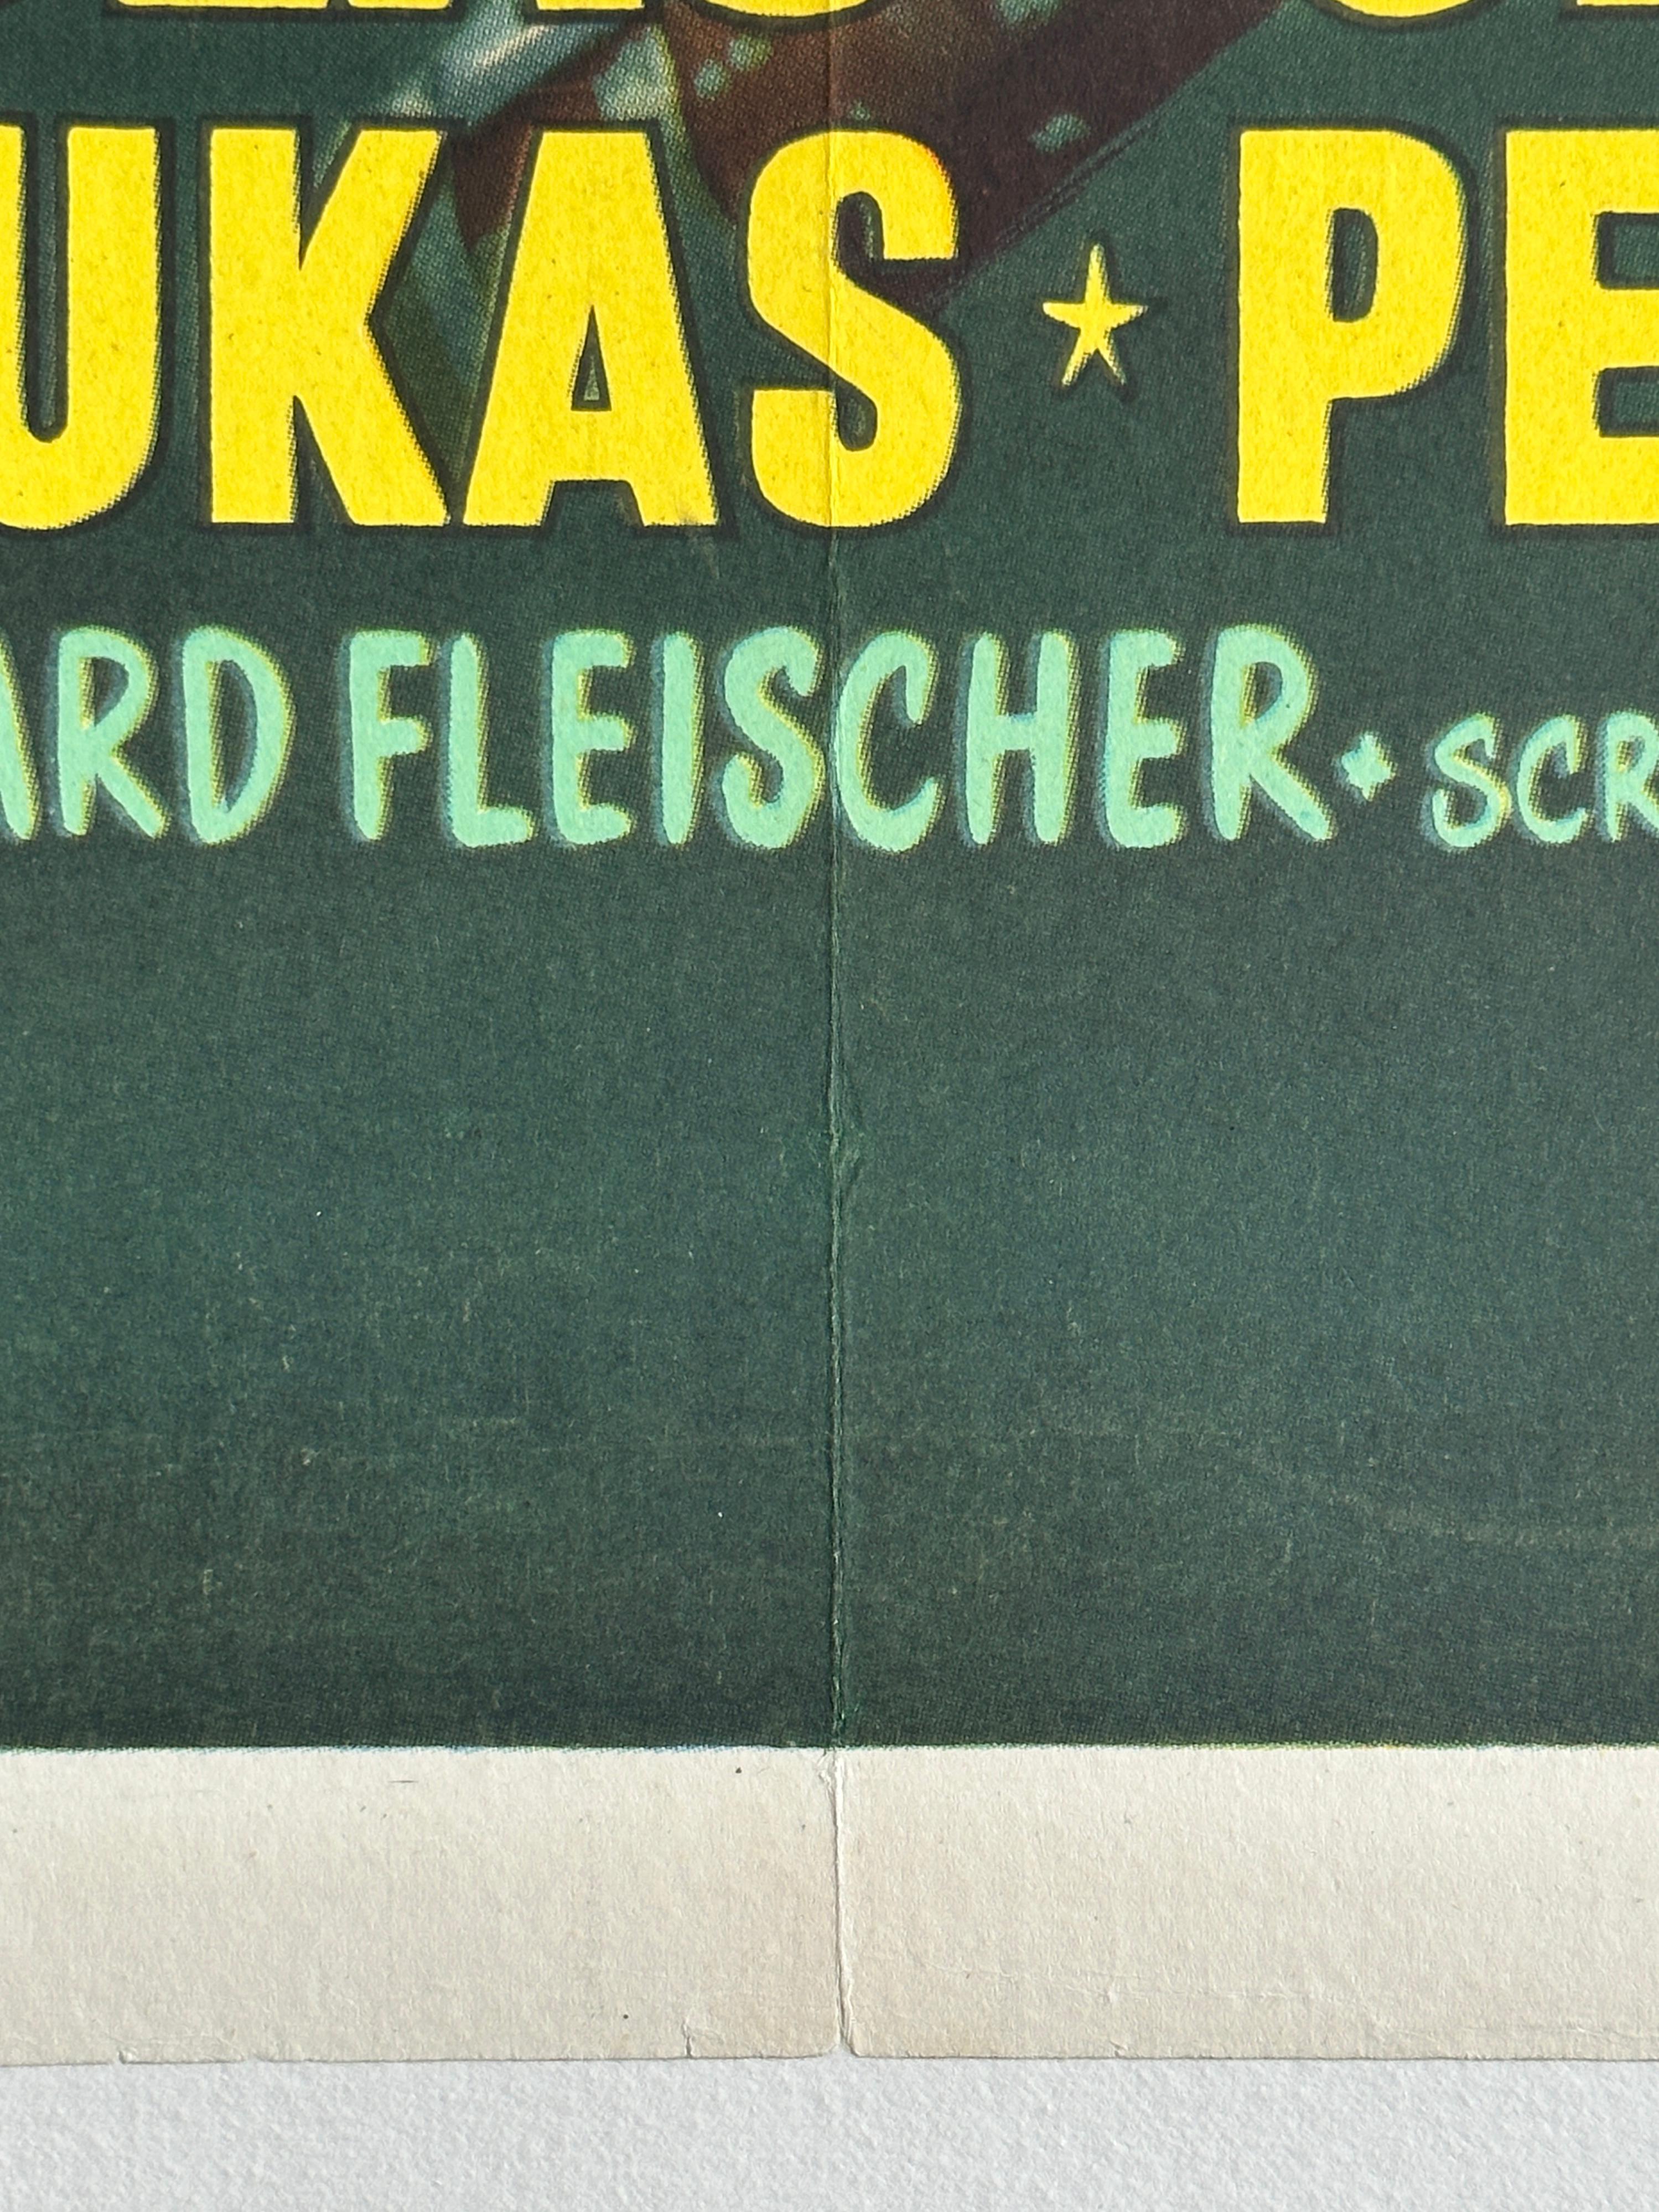 UKAS ★ PE
ARD FLEISCHER ✦ SCR